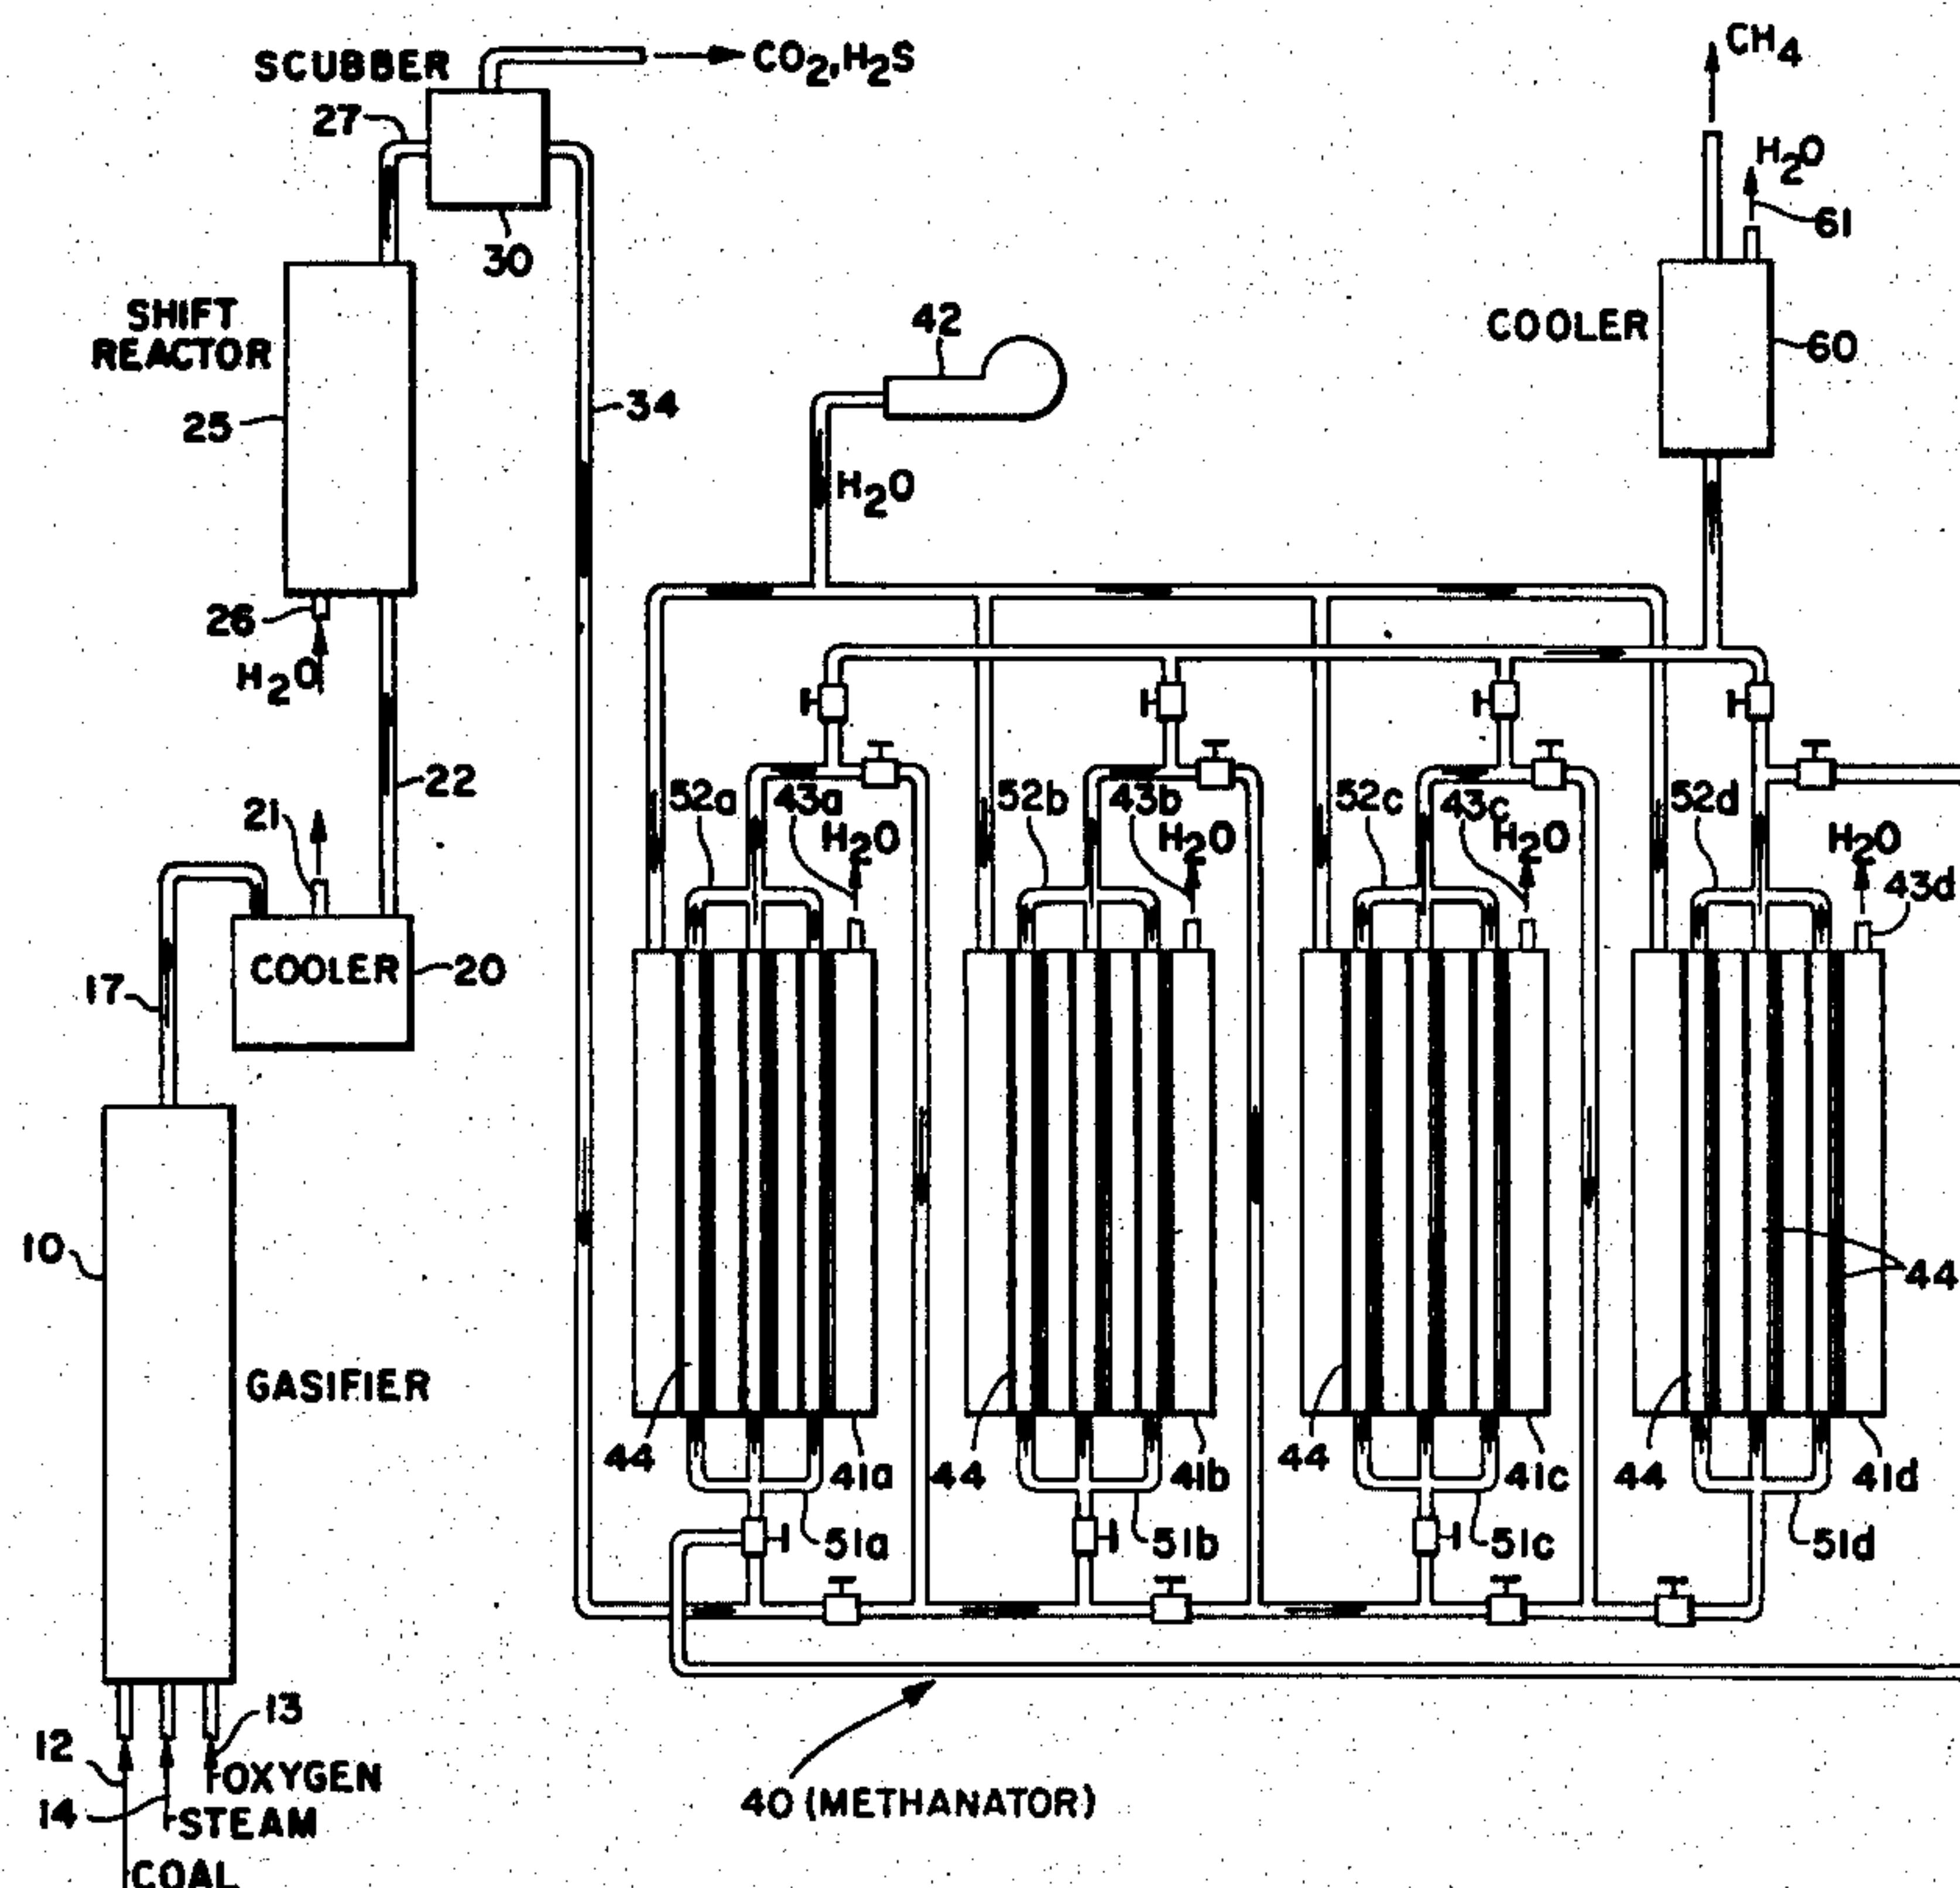 SCUBBER
CO2,H2S
CH4
27
H2O
61
30
SHIFT
REACTOR
42
COOLER
60
25
34
H2O
26
H2O
22
21
52a
43a
H2O
52b
43b
H2O
52c
43c
H2O
52d
H2O
43d
17
COOLER
20
10
44
GASIFIER
44
41a
44
41b
44
41c
44
41d
51a
51b
51c
51d
13
12
OXYGEN
40 (METHANATOR)
14
STEAM
COAL